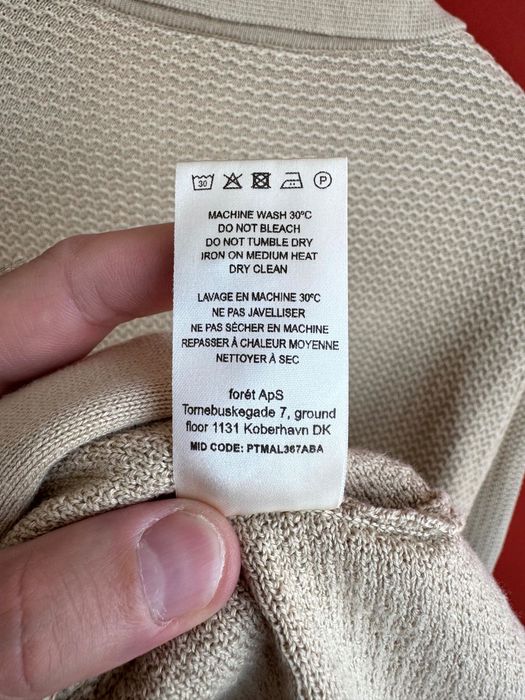 30 P
MACHINE WASH 30°C
DO NOT BLEACH
DO NOT TUMBLE DRY
IRON ON MEDIUM HEAT
DRY CLEAN
LAVAGE EN MACHINE 30°C
NE PAS JAVELLISER
NE PAS SÉCHER EN MACHINE
REPASSER À CHALEUR MOYENNE
NETTOYER À SEC
forét ApS
Tornebuskegade 7, ground
floor 1131 Koberhavn DK
MID CODE: PTMAL367ABA